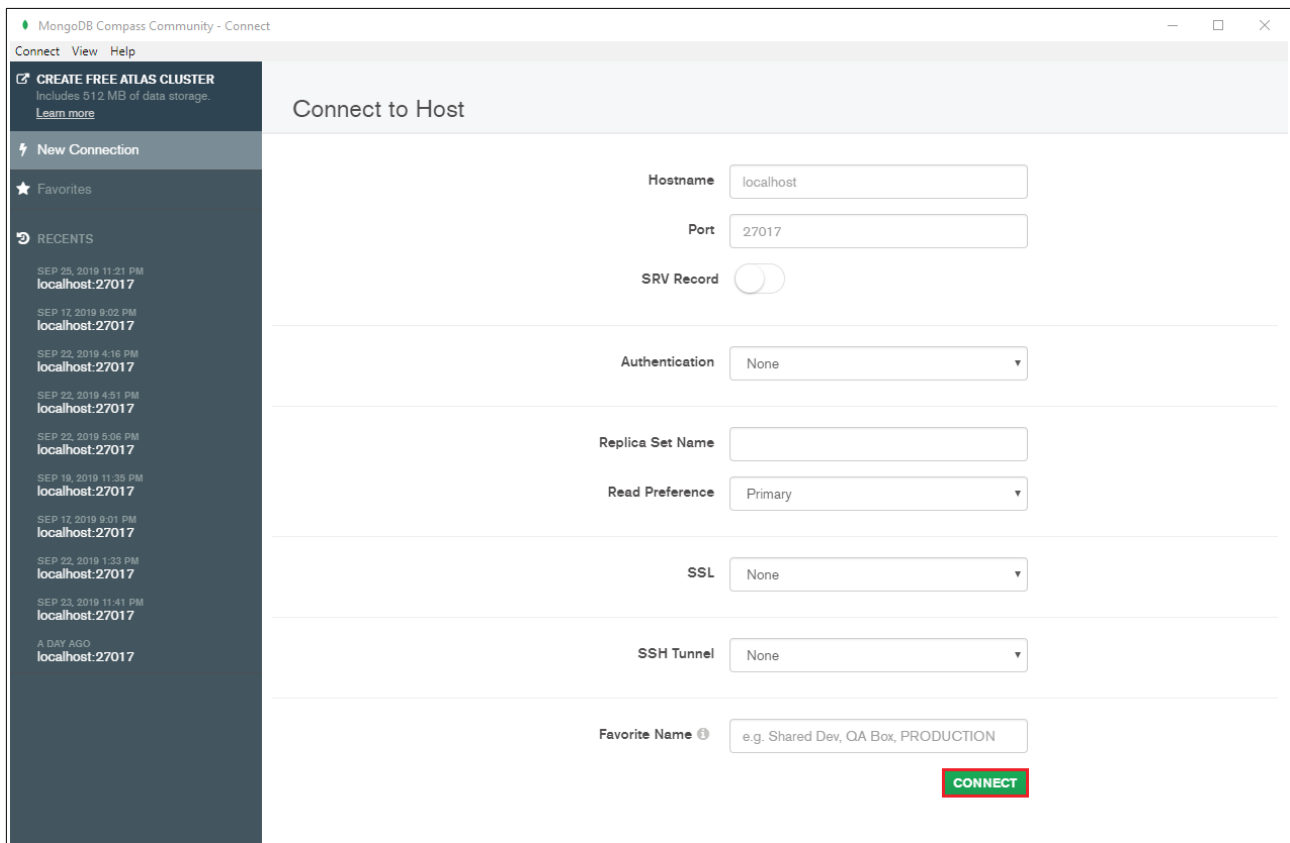 MongoDB Compass Community - Connect
Connect View Help
CREATE FREE ATLAS CLUSTER
Includes 512 MB of data storage.
Learn more
New Connection
Favorites
RECENTS
SEP 25, 2019 11:21 PM
localhost:27017
SEP 17, 2019 9:02 PM
localhost:27017
SEP 22, 2019 4:16 PM
localhost:27017
SEP 22, 2019 4:51 PM
localhost:27017
SEP 22, 2019 5:06 PM
localhost:27017
SEP 19, 2019 11:35 PM
localhost:27017
SEP 17, 2019 9:01 PM
localhost:27017
SEP 22, 2019 1:33 PM
localhost:27017
SEP 23, 2019 11:41 PM
localhost:27017
A DAY AGO
localhost:27017
Connect to Host
Hostname localhost
Port 27017
SRV Record
Authentication None
Replica Set Name
Read Preference Primary
SSL None
SSH Tunnel None
Favorite Name e.g. Shared Dev, QA Box, PRODUCTION
CONNECT